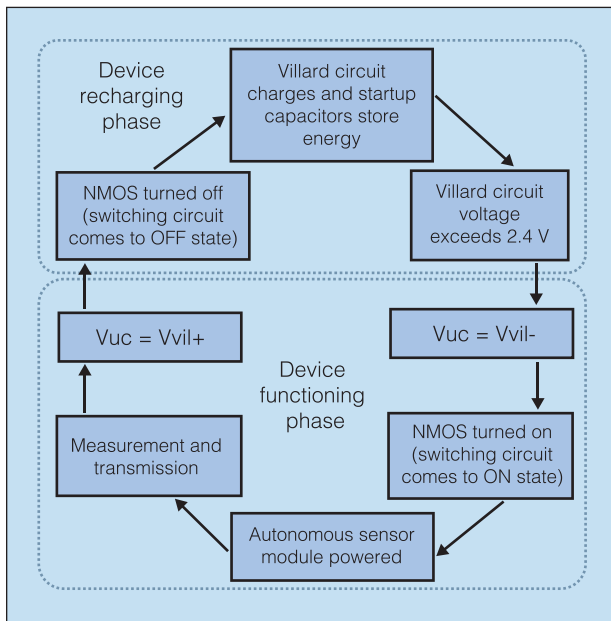 Device
recharging
phase
Villard circuit
charges and startup
capacitors store
energy
NMOS turned off
(switching circuit
comes to OFF state)
Villard circuit
voltage
exceeds 2.4 V
Vuc = Vvil+
Vuc = Vvil-
Device
functioning
phase
Measurement and
transmission
NMOS turned on
(switching circuit
comes to ON state)
Autonomous sensor
module powered